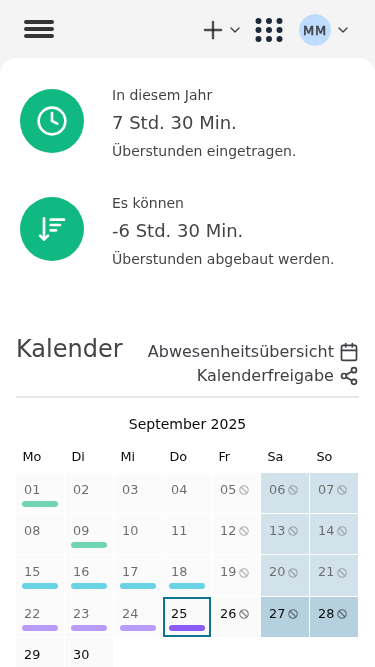 MM
In diesem Jahr
7 Std. 30 Min.
Überstunden eingetragen.
Es können
-6 Std. 30 Min.
Überstunden abgebaut werden.
Kalender
Abwesenheitsübersicht
Kalenderfreigabe
September 2025
Mo Di Mi Do Fr Sa So
01 02 03 04 05 06 07
08 09 10 11 12 13 14
15 16 17 18 19 20 21
22 23 24 25 26 27 28
29 30